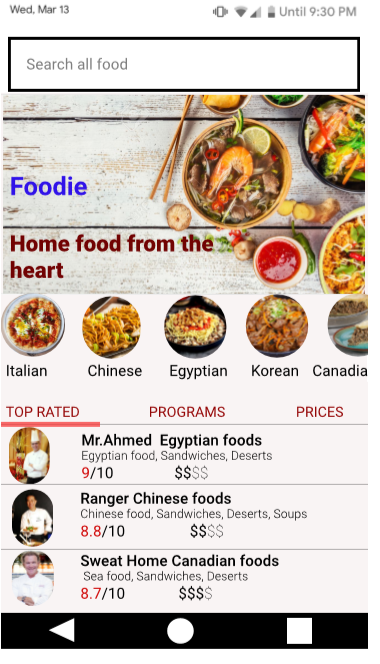 Wed, Mar 13 Until 9:30 PM
Search all food
Foodie
Home food from the
heart
Italian Chinese Egyptian Korean Canadia
TOP RATED PROGRAMS PRICES
Mr.Ahmed Egyptian foods
Egyptian food, Sandwiches, Deserts
9/10 $$$$
Ranger Chinese foods
Chinese food, Sandwiches, Deserts, Soups
8.8/10 $$$$
Sweat Home Canadian foods
Sea food, Sandwiches, Deserts
8.7/10 $$$$